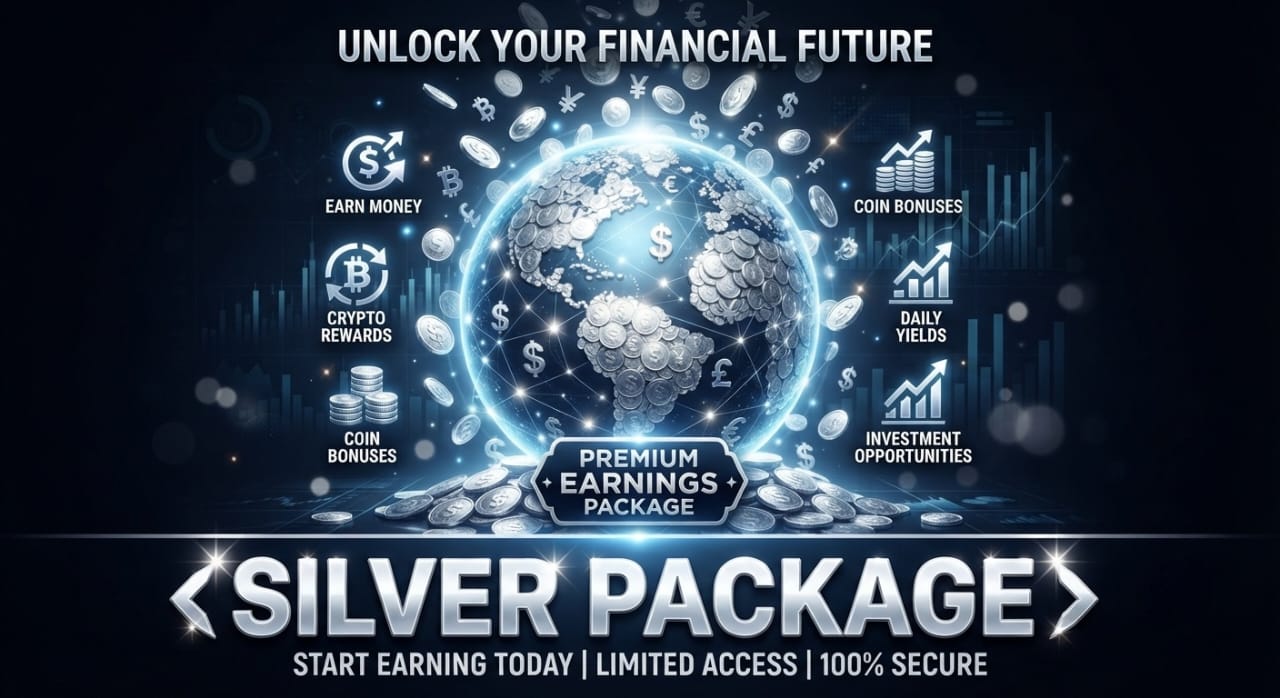 UNLOCK YOUR FINANCIAL FUTURE
EARN MONEY
CRYPTO
REWARDS
COIN
BONUSES
COIN BONUSES
DAILY
YIELDS
INVESTMENT
OPPORTUNITIES
PREMIUM
EARNINGS
PACKAGE
<SILVER PACKAGE>
START EARNING TODAY | LIMITED ACCESS | 100% SECURE